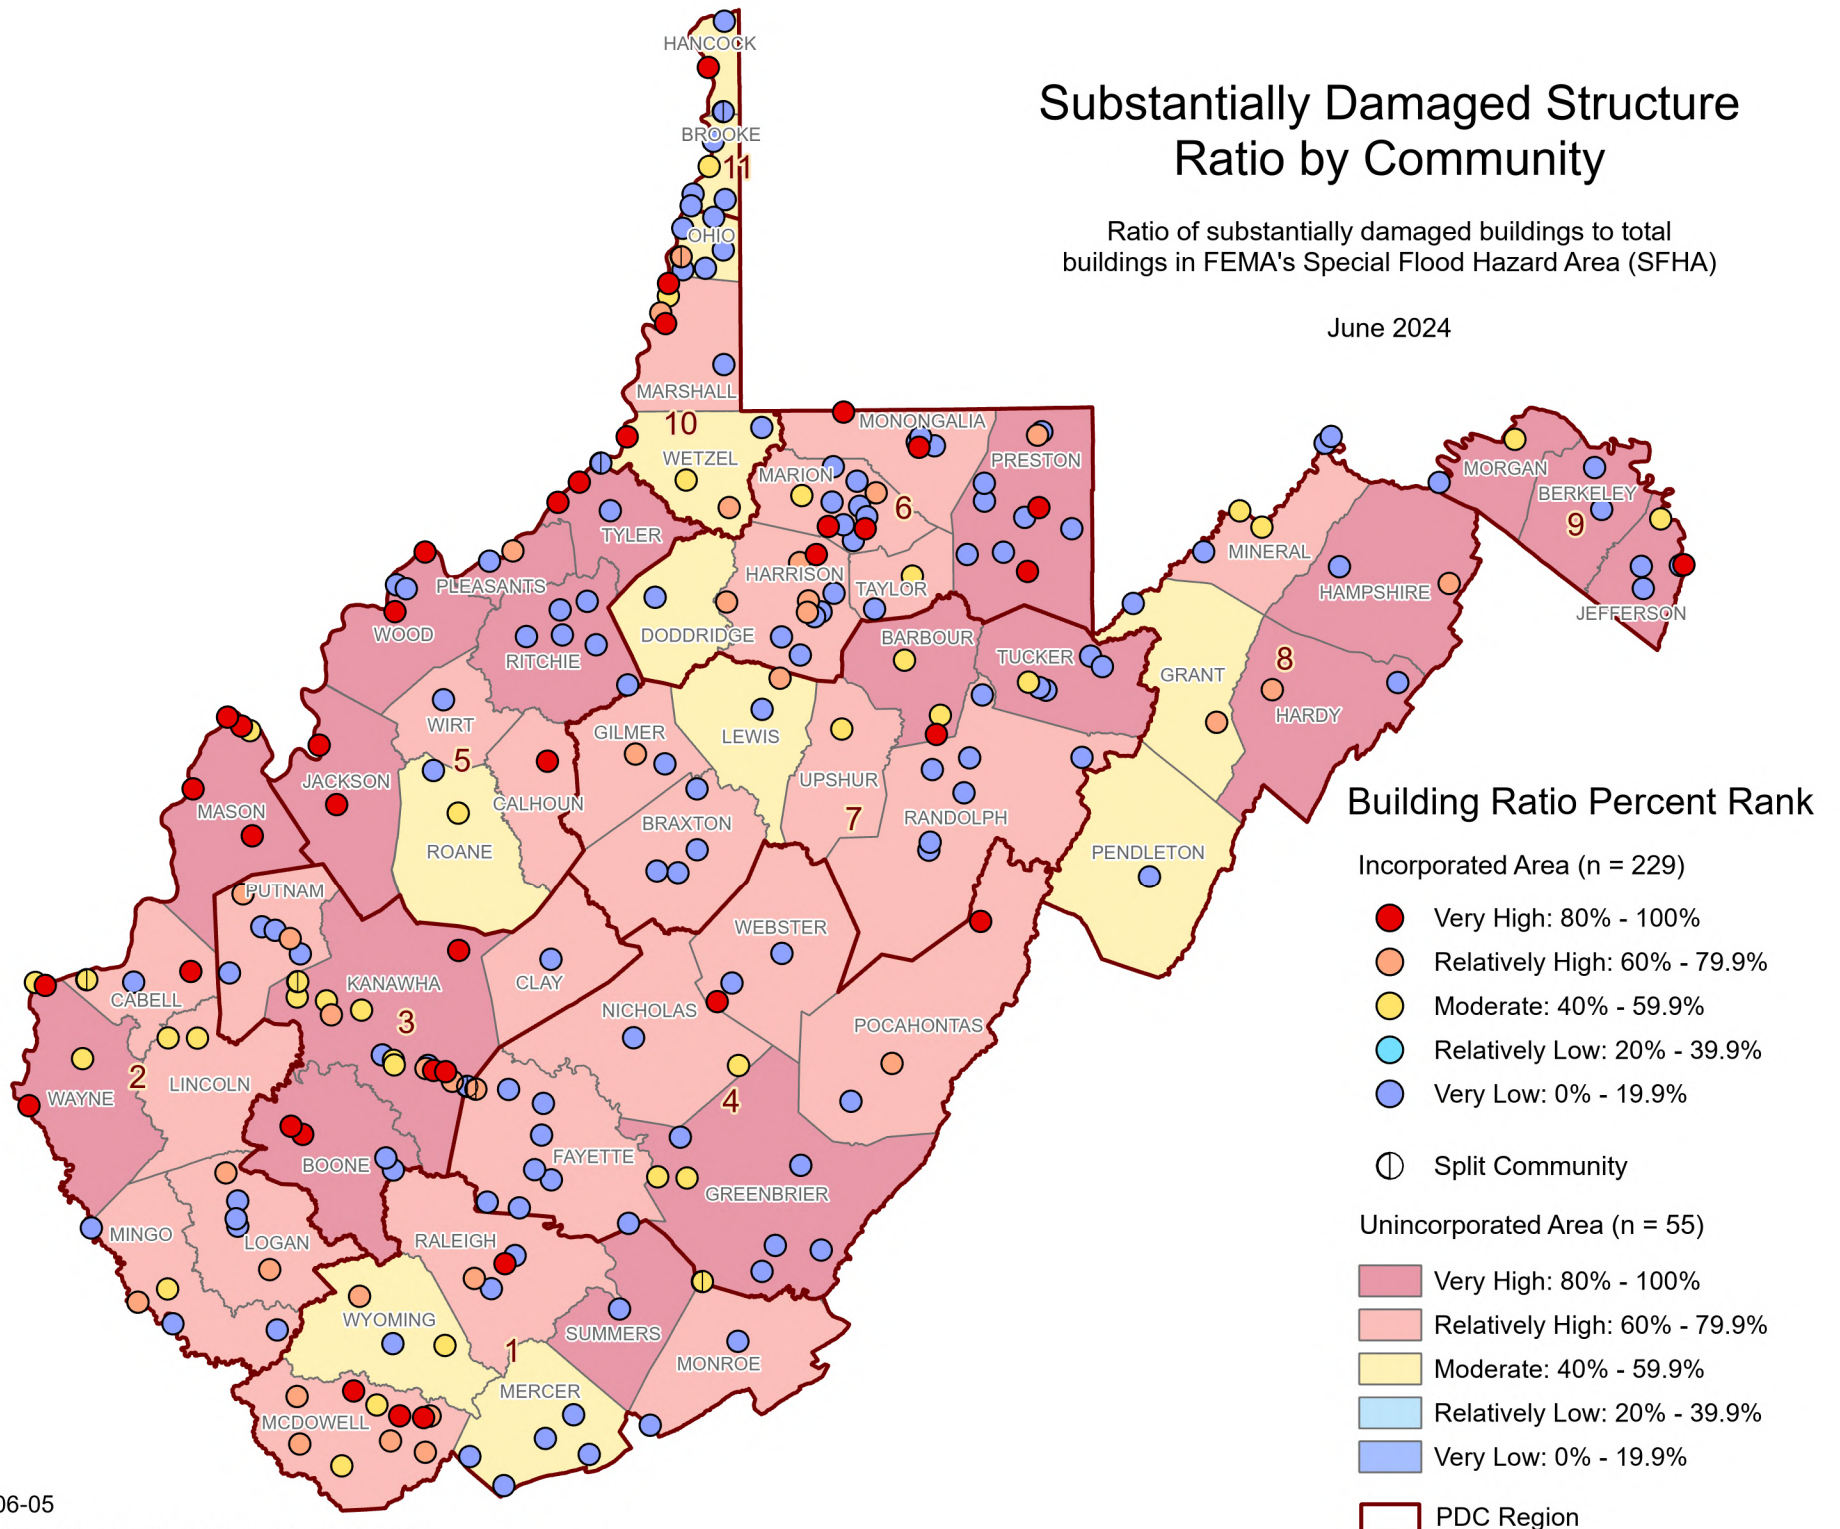 Substantially Damaged Structure
Ratio by Community
Ratio of substantially damaged buildings to total
buildings in FEMA's Special Flood Hazard Area (SFHA)
June 2024
HANCOCK
BROOKE
11
OHIO
MARSHALL
10
WETZEL
MONONGALIA
PRESTON
MARION
6
TYLER
PLEASANTS
HARRISON
TAYLOR
WOOD
RITCHIE
DODDRIDGE
BARBOUR
TUCKER
MINERAL
HAMPSHIRE
MORGAN
BERKELEY
9
JEFFERSON
GRANT
8
HARDY
WIRT
5
GILMER
LEWIS
UPSHUR
7
RANDOLPH
JACKSON
MASON
CALHOUN
BRAXTON
ROANE
PENDLETON
PUTNAM
WEBSTER
KANAWHA
3
CLAY
CABELL
NICHOLAS
POCAHONTAS
WAYNE
2
LINCOLN
4
BOONE
FAYETTE
GREENBRIER
MINGO
LOGAN
RALEIGH
WYOMING
1
SUMMERS
MONROE
MERCER
MCDOWELL
Building Ratio Percent Rank
Incorporated Area (n = 229)
Very High: 80% - 100%
Relatively High: 60% - 79.9%
Moderate: 40% - 59.9%
Relatively Low: 20% - 39.9%
Very Low: 0% - 19.9%
Split Community
Unincorporated Area (n = 55)
Very High: 80% - 100%
Relatively High: 60% - 79.9%
Moderate: 40% - 59.9%
Relatively Low: 20% - 39.9%
Very Low: 0% - 19.9%
PDC Region
06-05